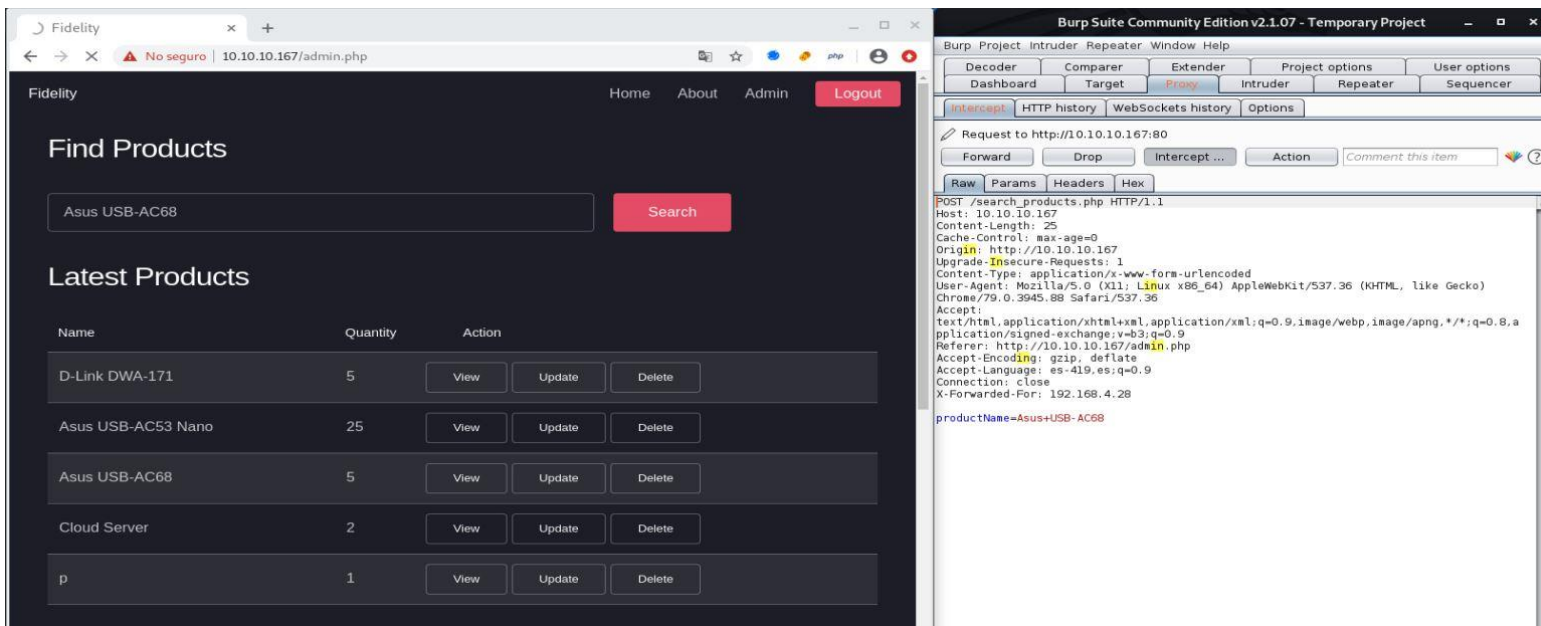 Fidelity
No seguro | 10.10.10.167/admin.php
php
Fidelity Home About Admin Logout
Find Products
Asus USB-AC68 Search
Latest Products
Name Quantity Action
D-Link DWA-171 5 View Update Delete
Asus USB-AC53 Nano 25 View Update Delete
Asus USB-AC68 5 View Update Delete
Cloud Server 2 View Update Delete
p 1 View Update Delete
Burp Suite Community Edition v2.1.07 - Temporary Project
Burp Project Intruder Repeater Window Help
Decoder Comparer Extender Project options User options
Dashboard Target Proxy Intruder Repeater Sequencer
Intercept HTTP history WebSockets history Options
Request to http://10.10.10.167:80
Forward Drop Intercept ... Action Comment this item
Raw Params Headers Hex
POST /search_products.php HTTP/1.1
Host: 10.10.10.167
Content-Length: 25
Cache-Control: max-age=0
Origin: http://10.10.10.167
Upgrade-Insecure-Requests: 1
Content-Type: application/x-www-form-urlencoded
User-Agent: Mozilla/5.0 (X11; Linux x86_64) AppleWebKit/537.36 (KHTML, like Gecko)
Chrome/79.0.3945.88 Safari/537.36
Accept:
text/html,application/xhtml+xml,application/xml;q=0.9,image/webp,image/apng,*/*;q=0.8,a
pplication/signed-exchange;v=b3;q=0.9
Referer: http://10.10.10.167/admin.php
Accept-Encoding: gzip, deflate
Accept-Language: es-419,es;q=0.9
Connection: close
X-Forwarded-For: 192.168.4.28
productName=Asus+USB-AC68